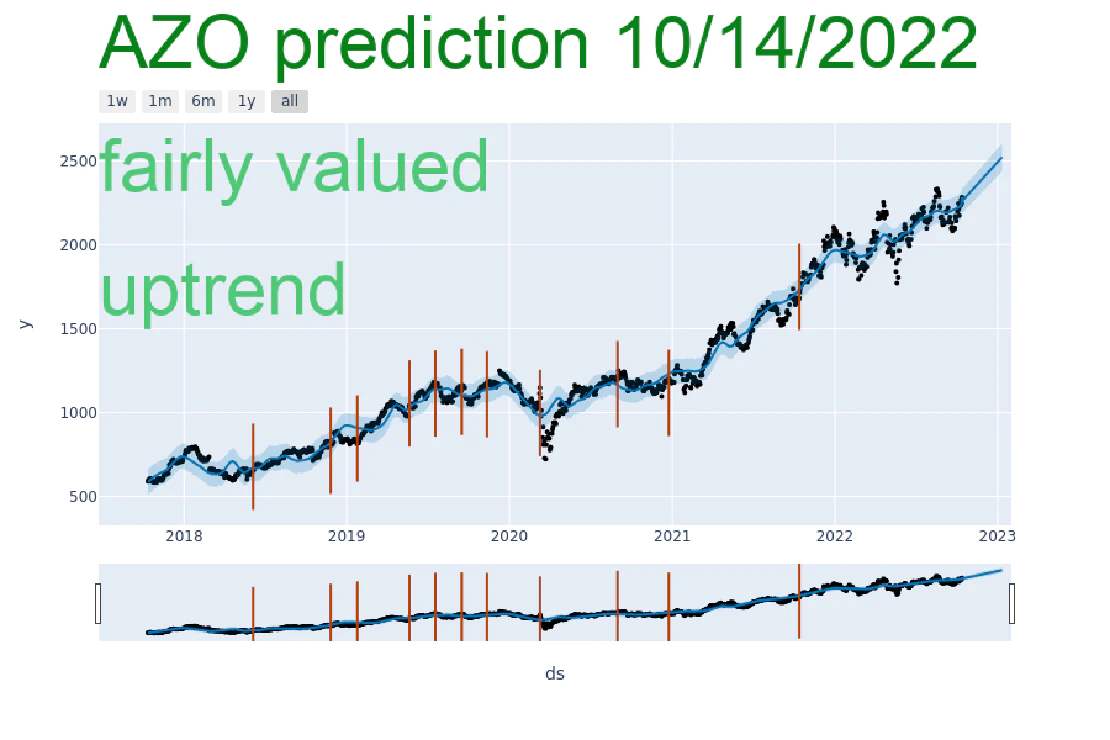 AZO prediction 10/14/2022
1w 1m 6m 1y all
fairly valued
uptrend
2500
2000
1500
1000
500
y
2018 2019 2020 2021 2022 2023
ds